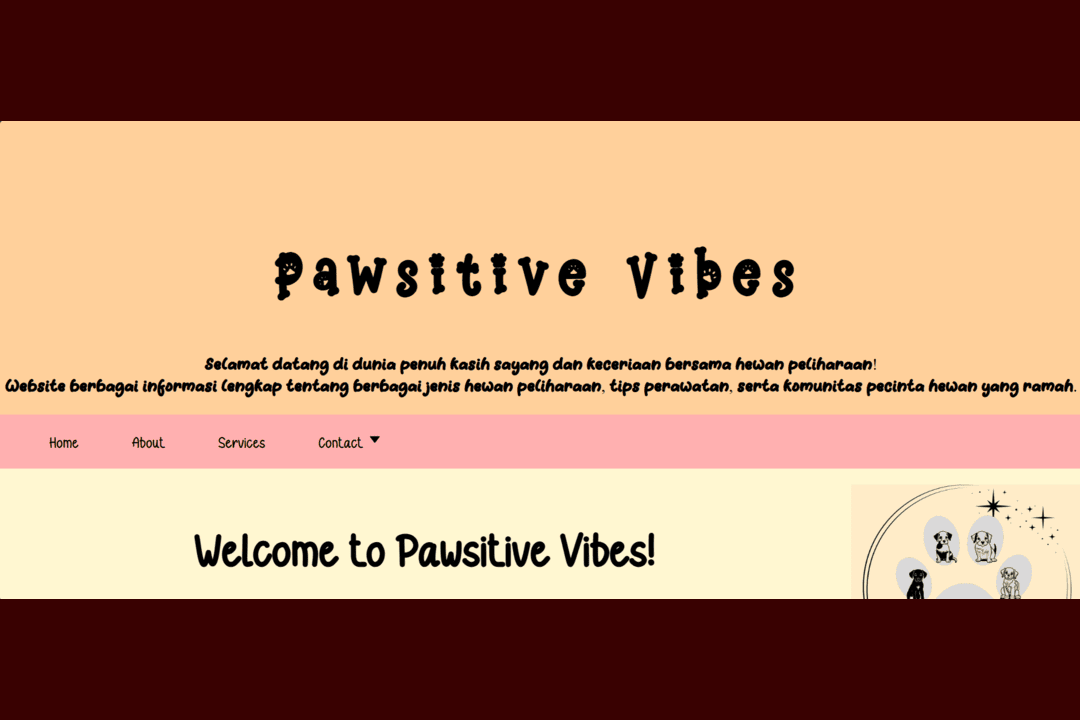 Pawsitive Vibes
Selamat datang di dunia penuh kasih sayang dan keceriaan bersama hewan peliharaan!
Website berbagai informasi lengkap tentang berbagai jenis hewan peliharaan, tips perawatan, serta komunitas pecinta hewan yang ramah.
Home About Services Contact
Welcome to Pawsitive Vibes!